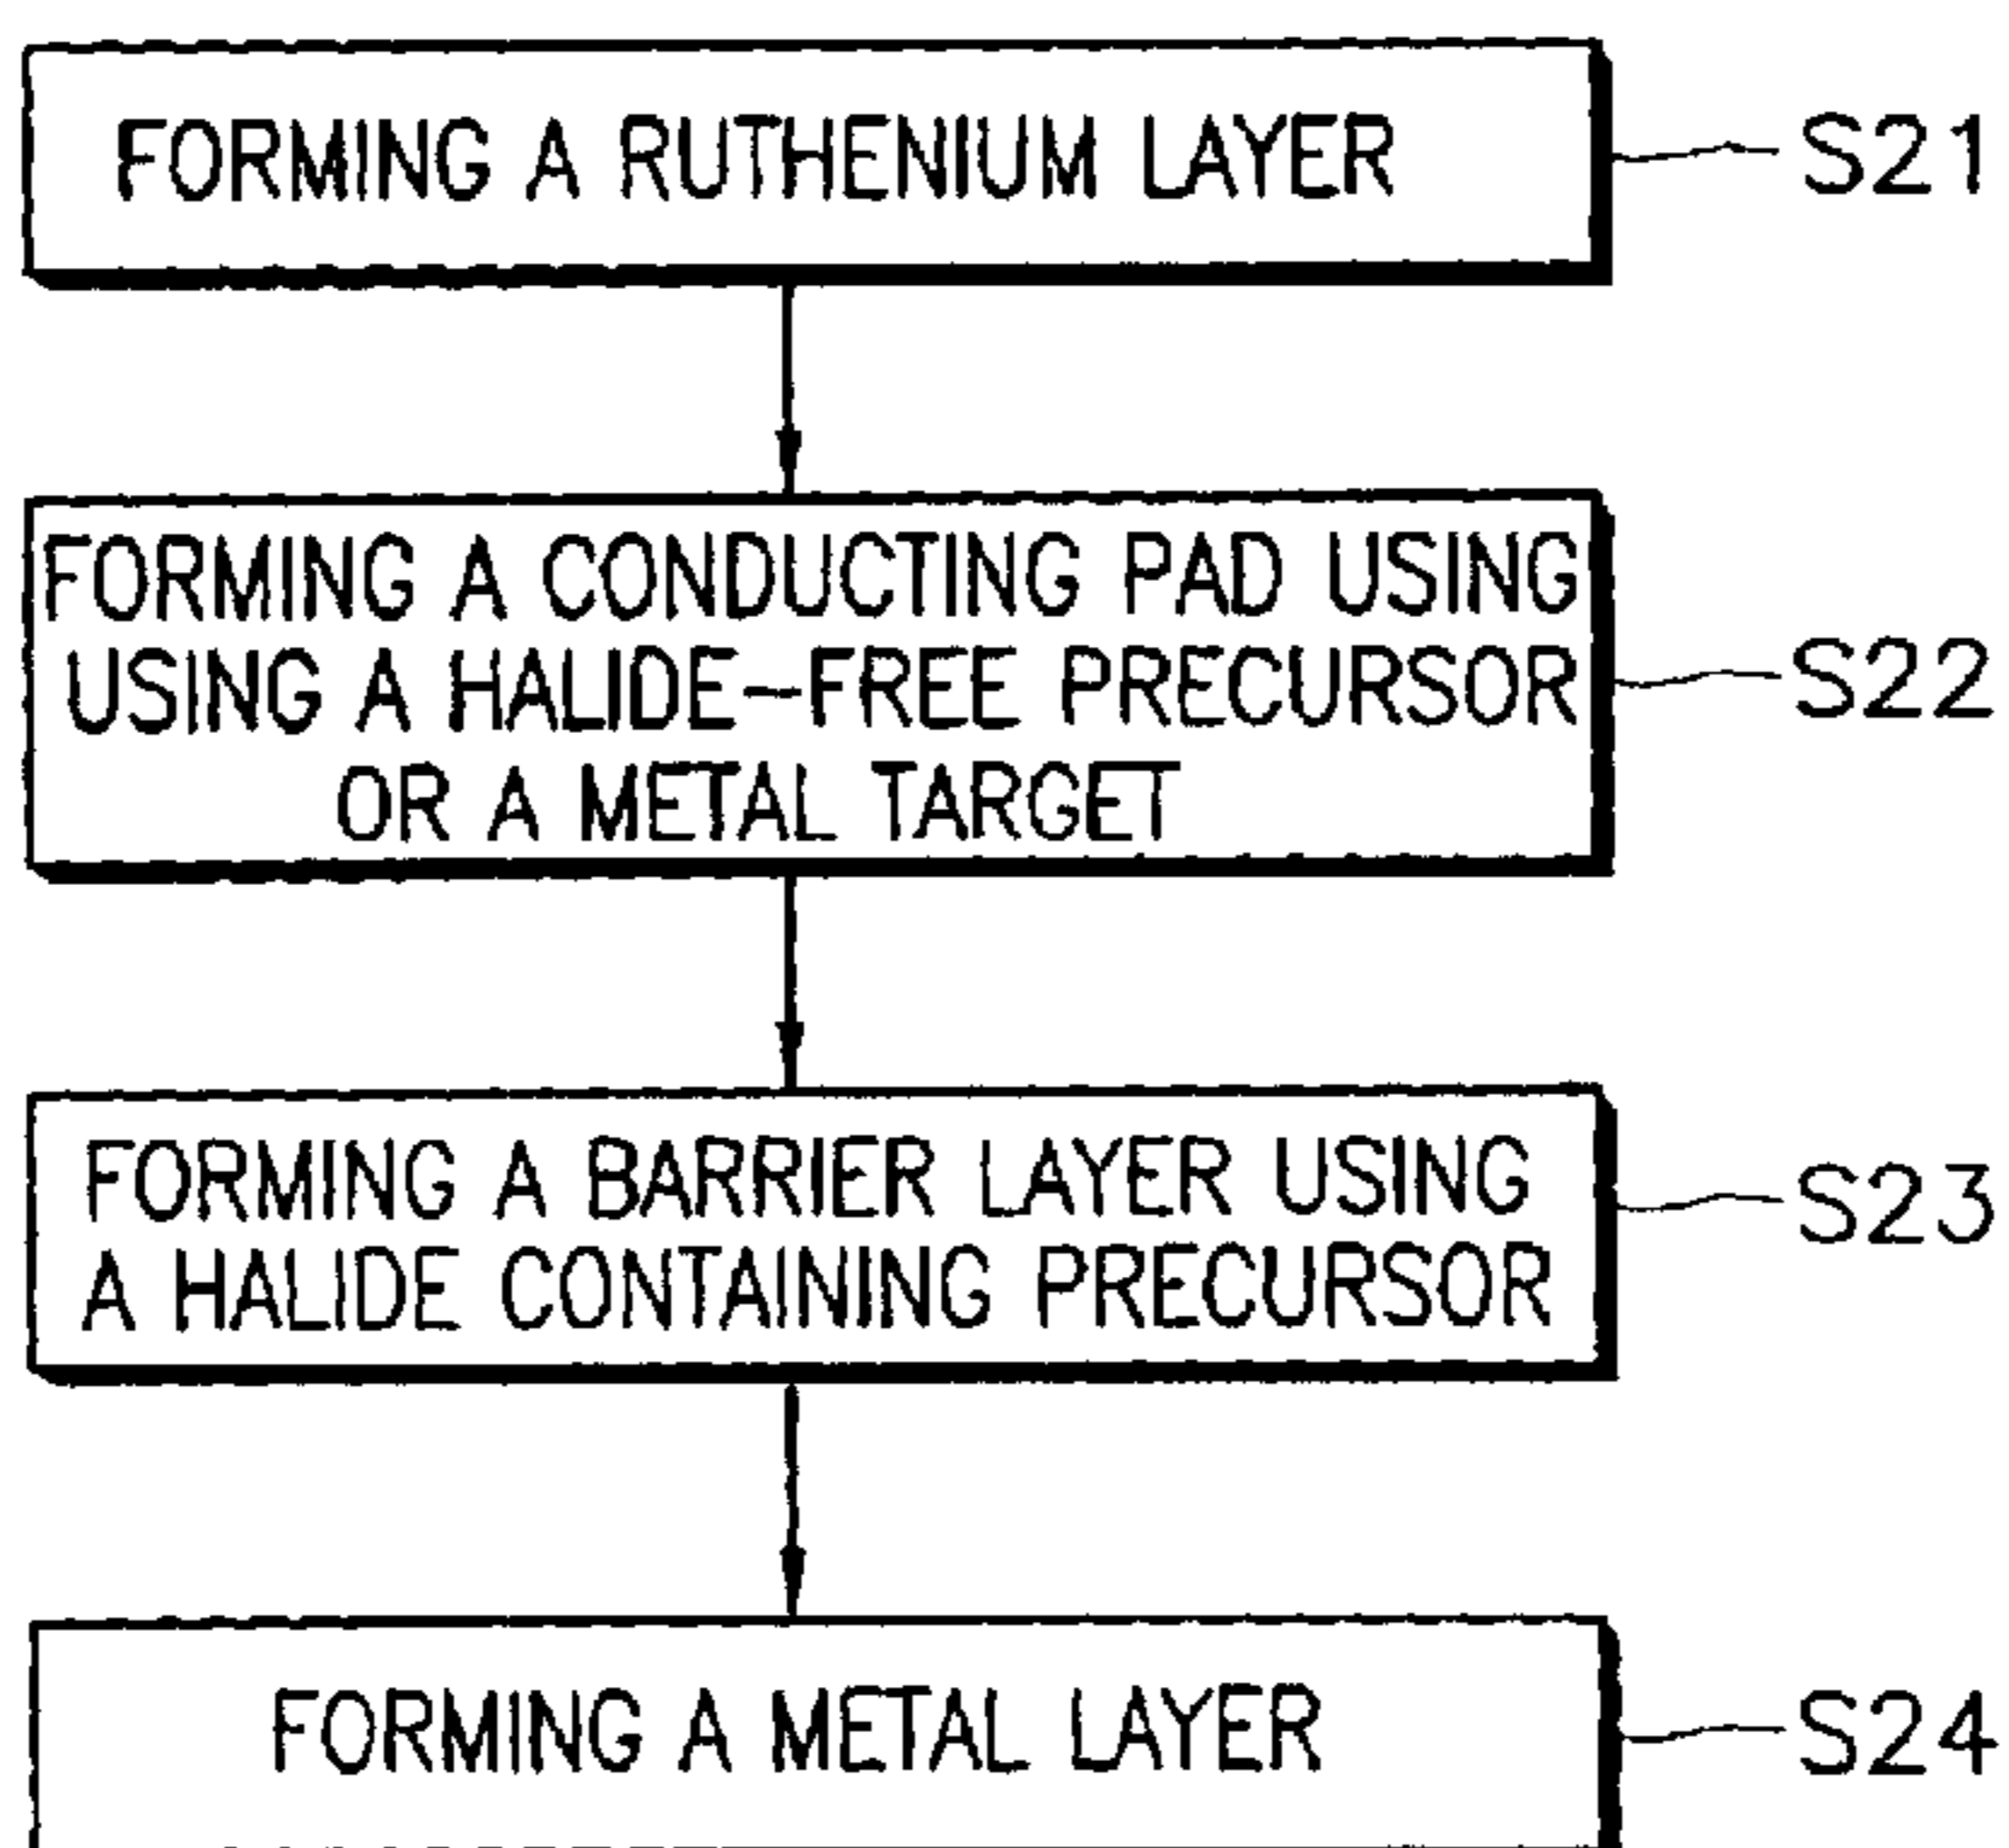 FORMING A RUTHENIUM LAYER
S21
FORMING A CONDUCTING PAD USING
USING A HALIDE-FREE PRECURSOR
OR A METAL TARGET
S22
FORMING A BARRIER LAYER USING
A HALIDE CONTAINING PRECURSOR
S23
FORMING A METAL LAYER
S24